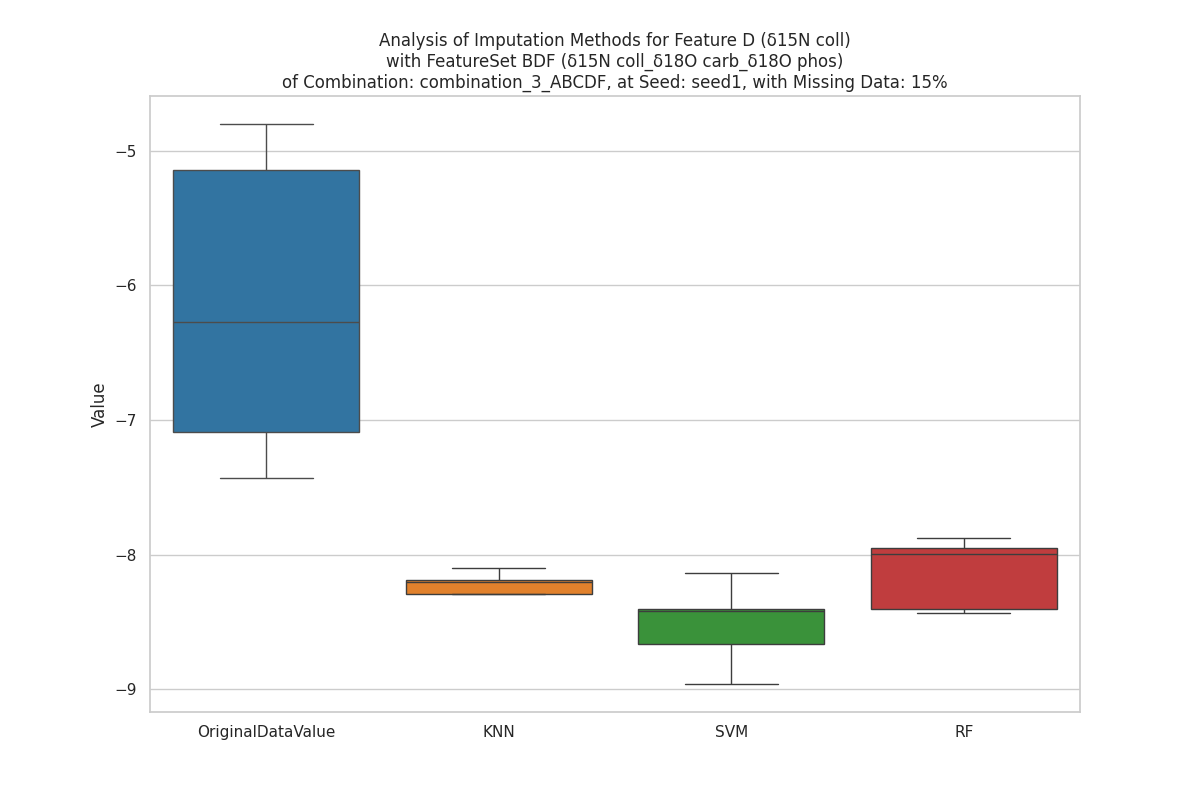 Analysis of Imputation Methods for Feature D (δ15N coll)
with FeatureSet BDF (δ15N coll_δ18O carb_δ18O phos)
of Combination: combination_3_ABCDF, at Seed: seed1, with Missing Data: 15%
−5
−6
−7
−8
−9
Value
OriginalDataValue
KNN
SVM
RF